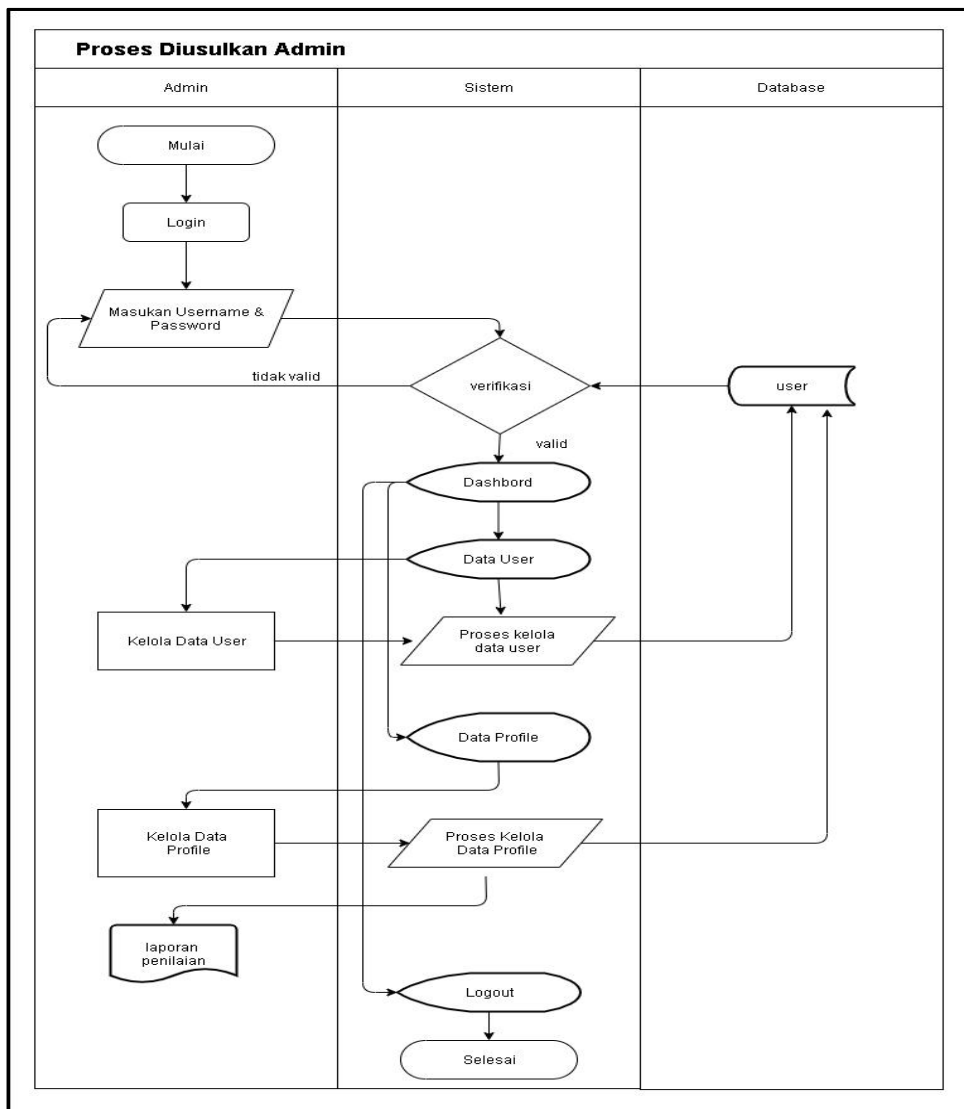 Proses Diusulkan Admin
Admin
Sistem
Database
Mulai
Login
Masukan Username &
Password
tidak valid
verifikasi
user
valid
Dashbord
Data User
Kelola Data User
Proses kelola
data user
Data Profile
Kelola Data
Profile
Proses Kelola
Data Profile
laporan
penilaian
Logout
Selesai